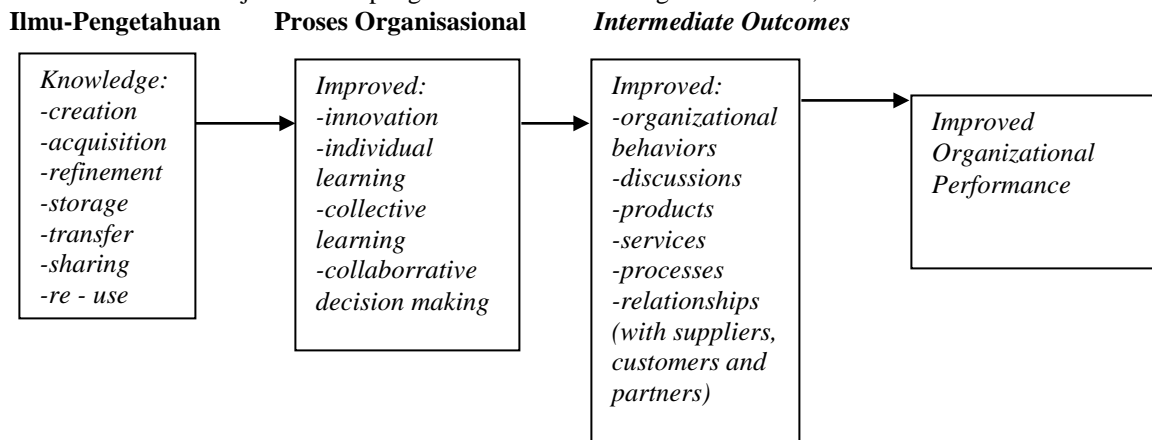 Ilmu-Pengetahuan Proses Organisasional Intermediate Outcomes
Knowledge:
-creation
-acquisition
-refinement
-storage
-transfer
-sharing
-re - use
Improved:
-innovation
-individual
learning
-collective
learning
-collaborrative
decision making
Improved:
-organizational
behaviors
-discussions
-products
-services
-processes
-relationships
(with suppliers,
customers and
partners)
Improved
Organizational
Performance